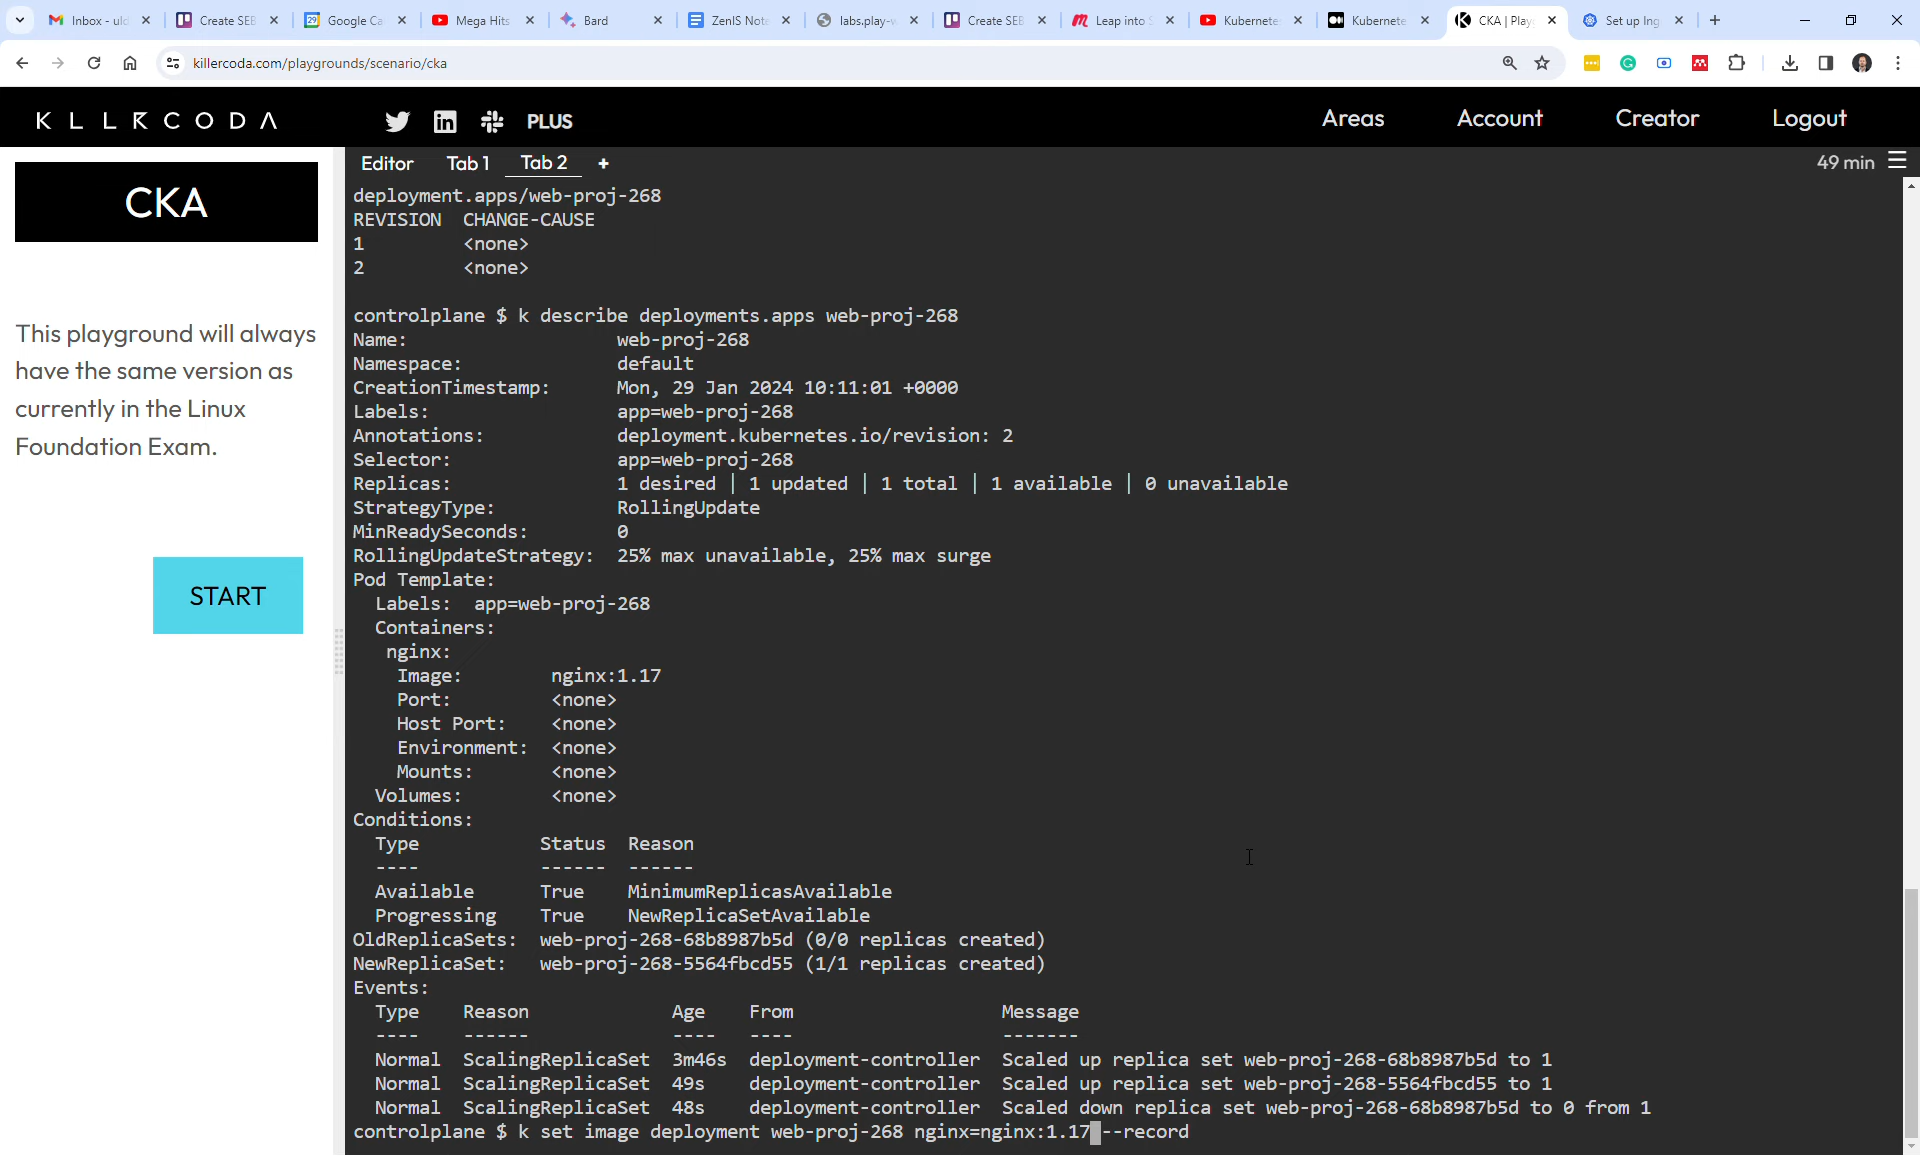 Inbox - uld
Create SEB
Google Ca
Mega Hits
Bard
ZenIS Note
labs.play-w
Create SEB
Leap into S
Kubernete
Kubernete
CKA | Play
Set up Ing
killercoda.com/playgrounds/scenario/cka
KLLRCODA
PLUS
Areas
Account
Creator
Logout
CKA
This playground will always
have the same version as
currently in the Linux
Foundation Exam.
START
Editor Tab 1 Tab 2 +
49 min
deployment.apps/web-proj-268
REVISION  CHANGE-CAUSE
1         <none>
2         <none>
controlplane $ k describe deployments.apps web-proj-268
Name:                   web-proj-268
Namespace:              default
CreationTimestamp:      Mon, 29 Jan 2024 10:11:01 +0000
Labels:                 app=web-proj-268
Annotations:            deployment.kubernetes.io/revision: 2
Selector:               app=web-proj-268
Replicas:               1 desired | 1 updated | 1 total | 1 available | 0 unavailable
StrategyType:           RollingUpdate
MinReadySeconds:        0
RollingUpdateStrategy:  25% max unavailable, 25% max surge
Pod Template:
  Labels:  app=web-proj-268
  Containers:
   nginx:
    Image:        nginx:1.17
    Port:         <none>
    Host Port:    <none>
    Environment:  <none>
    Mounts:       <none>
  Volumes:        <none>
Conditions:
  Type           Status  Reason
  ----           ------  ------
  Available      True    MinimumReplicasAvailable
  Progressing    True    NewReplicaSetAvailable
OldReplicaSets:  web-proj-268-68b8987b5d (0/0 replicas created)
NewReplicaSet:   web-proj-268-5564fbcd55 (1/1 replicas created)
Events:
  Type    Reason             Age    From                   Message
  ----    ------             ----   ----                   -------
  Normal  ScalingReplicaSet  3m46s  deployment-controller  Scaled up replica set web-proj-268-68b8987b5d to 1
  Normal  ScalingReplicaSet  49s    deployment-controller  Scaled up replica set web-proj-268-5564fbcd55 to 1
  Normal  ScalingReplicaSet  48s    deployment-controller  Scaled down replica set web-proj-268-68b8987b5d to 0 from 1
controlplane $ k set image deployment web-proj-268 nginx=nginx:1.17 --record